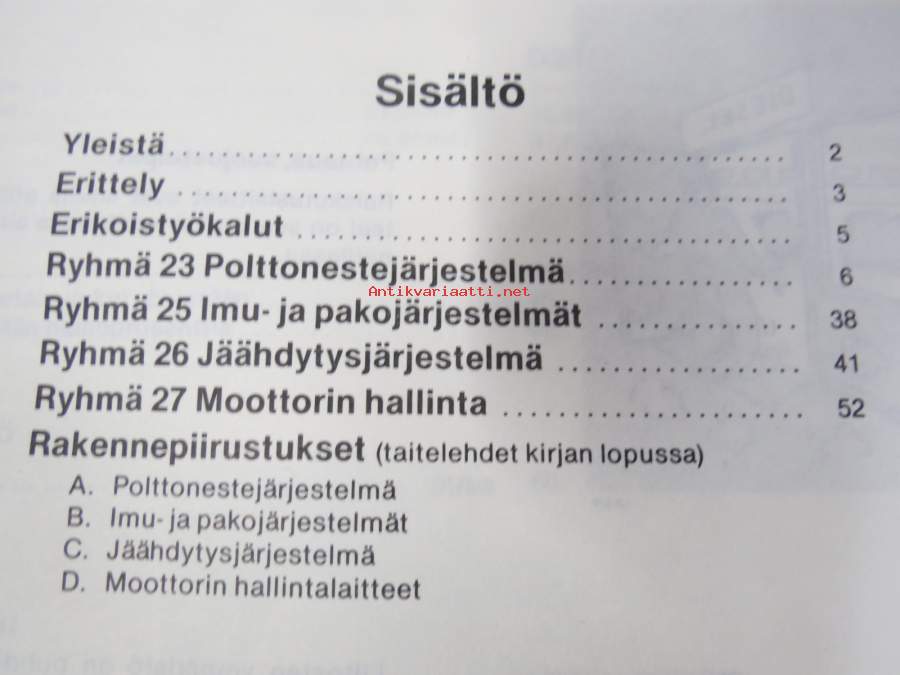 Sisältö
Yleistä 2
Erittely 3
Erikoistyökalut 5
Ryhmä 23 Polttonestejärjestelmä 6
Antikvariaatti.net
Ryhmä 25 Imu- ja pakojärjestelmät 38
Ryhmä 26 Jäähdytysjärjestelmä 41
Ryhmä 27 Moottorin hallinta 52
Rakennepiirustukset (taitelehdet kirjan lopussa)
A. Polttonestejärjestelmä
B. Imu- ja pakojärjestelmät
C. Jäähdytysjärjestelmä
D. Moottorin hallintalaitteet